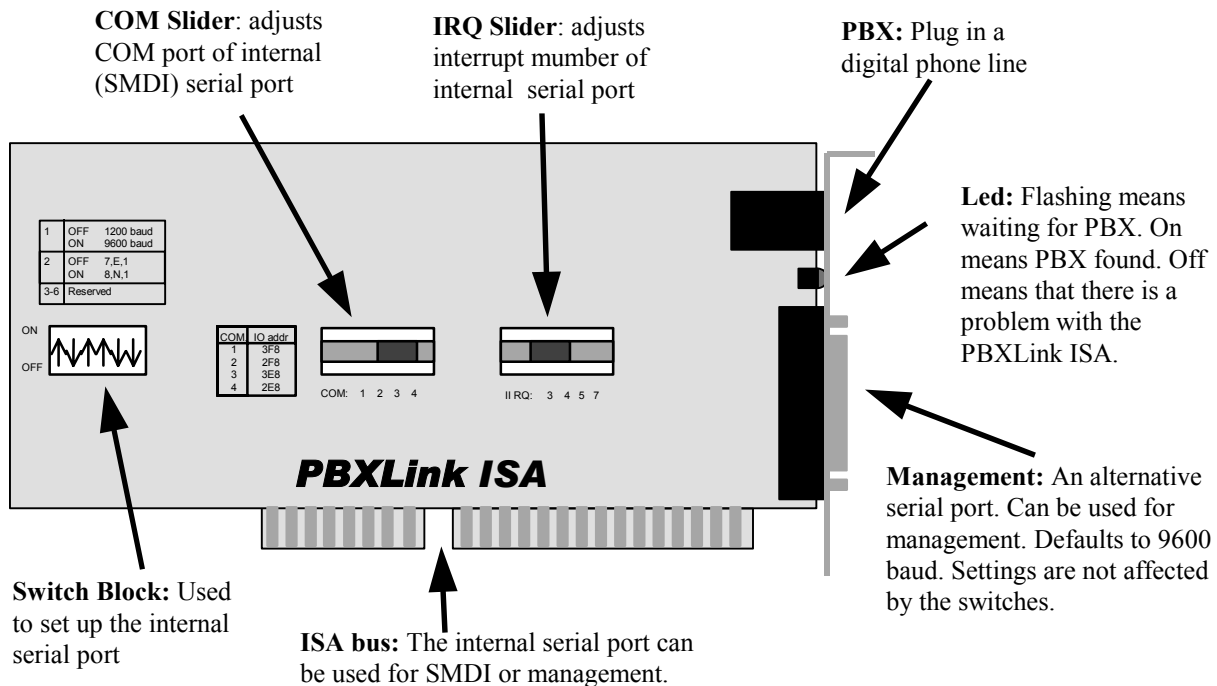 COM Slider: adjusts
COM port of internal
(SMDI) serial port
IRQ Slider: adjusts
interrupt mumber of
internal serial port
PBX: Plug in a
digital phone line
Led: Flashing means
waiting for PBX. On
means PBX found. Off
means that there is a
problem with the
PBXLink ISA.
1 OFF 1200 baud
ON 9600 baud
2 OFF 7,E,1
ON 8,N,1
3-6 Reserved
ON
OFF
COM IO addr
1 3F8
2 2F8
3 3E8
4 2E8
COM: 1 2 3 4
II RQ: 3 4 5 7
PBXLink ISA
Management: An alternative
serial port. Can be used for
management. Defaults to 9600
baud. Settings are not affected
by the switches.
Switch Block: Used
to set up the internal
serial port
ISA bus: The internal serial port can
be used for SMDI or management.